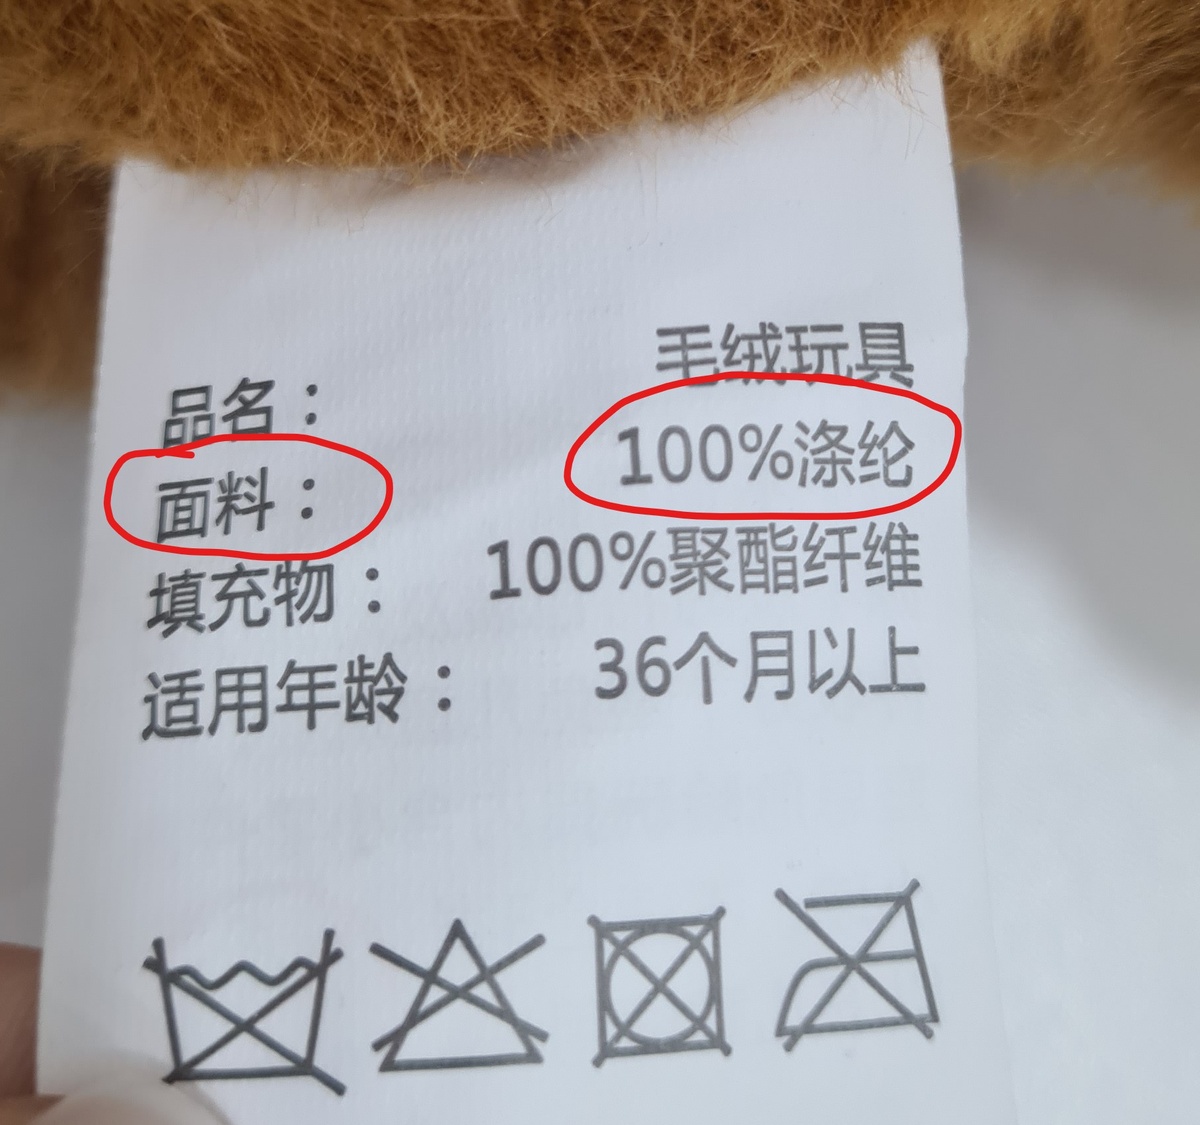 品名： 毛绒玩具
面料： 100%涤纶
填充物： 100%聚酯纤维
适用年龄： 36个月以上